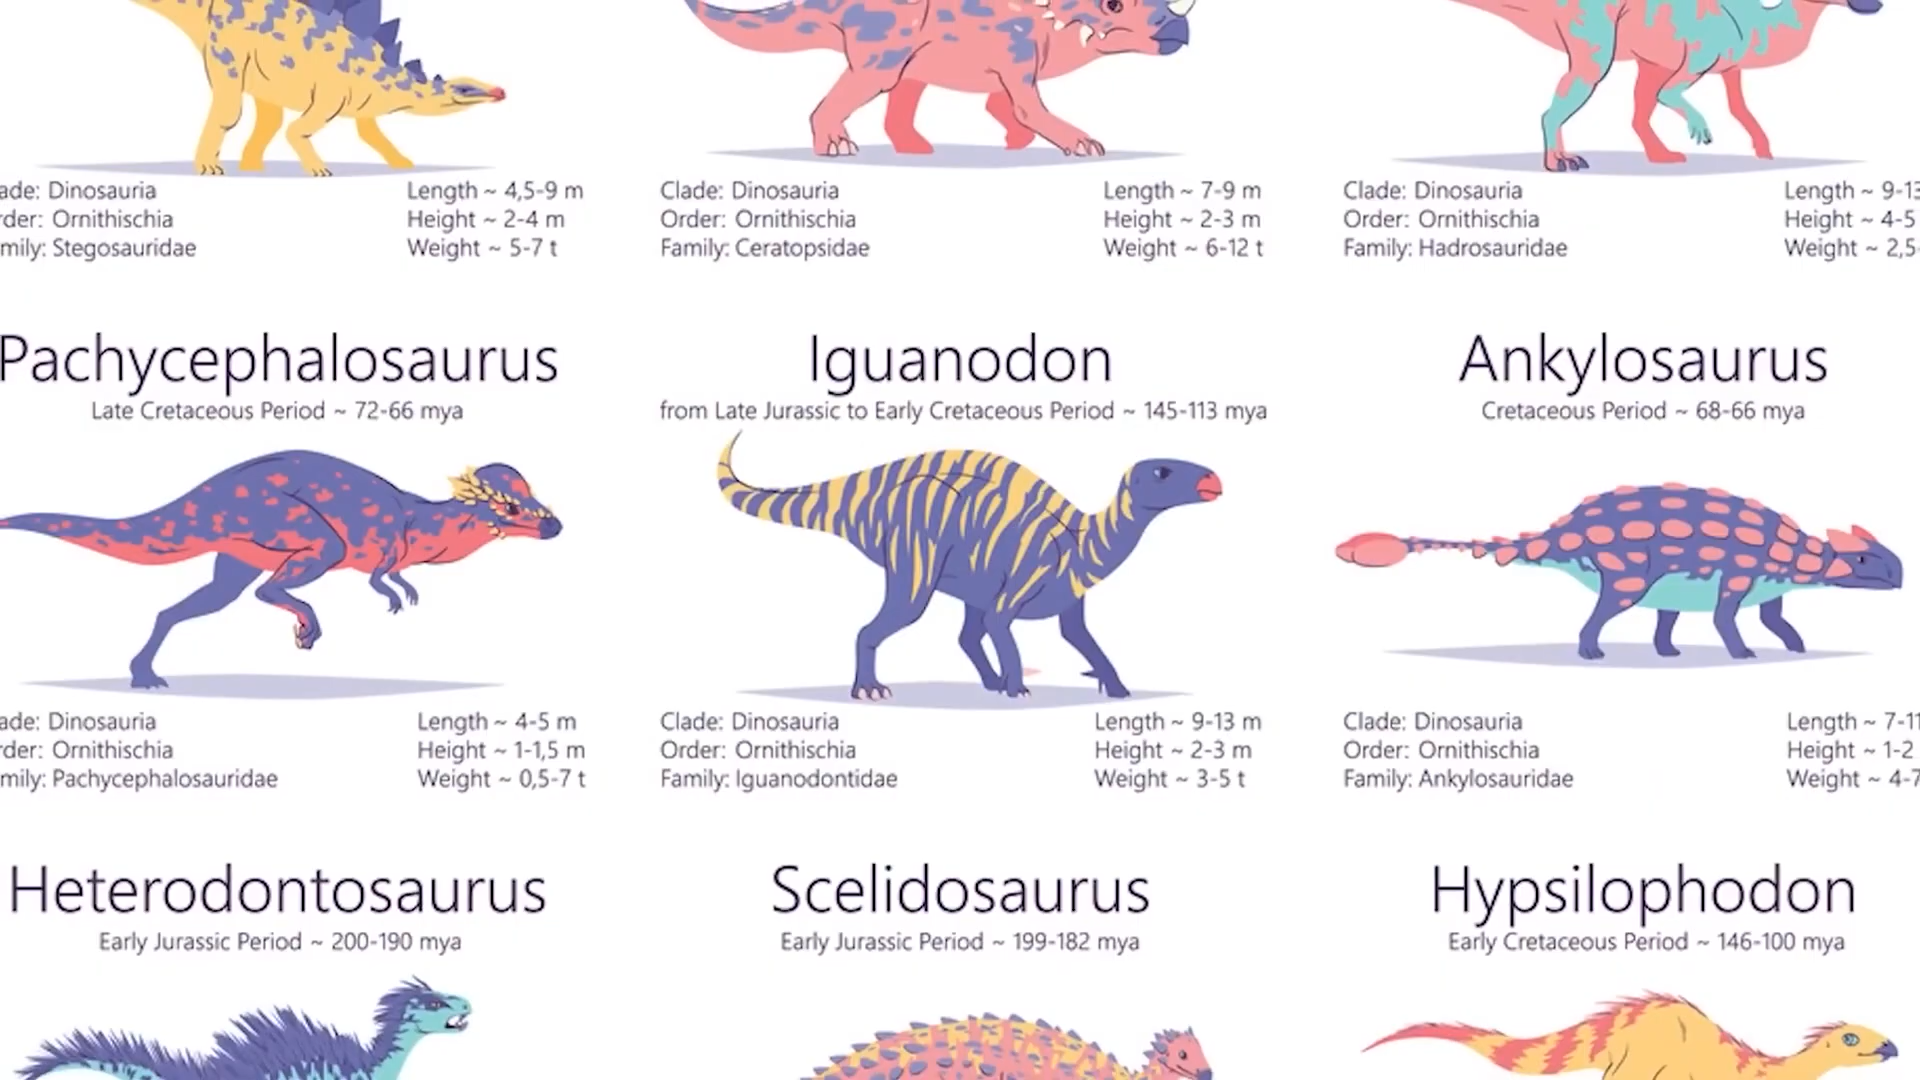 ade: Dinosauria
rder: Ornithischia
mily: Stegosauridae
Length ~ 4,5-9 m
Height ~ 2-4 m
Weight ~ 5-7 t
Clade: Dinosauria
Order: Ornithischia
Family: Ceratopsidae
Length ~ 7-9 m
Height ~ 2-3 m
Weight ~ 6-12 t
Clade: Dinosauria
Order: Ornithischia
Family: Hadrosauridae
Length ~ 9-13
Height ~ 4-5
Weight ~ 2,5-
Pachycephalosaurus
Late Cretaceous Period ~ 72-66 mya
ade: Dinosauria
rder: Ornithischia
mily: Pachycephalosauridae
Length ~ 4-5 m
Height ~ 1-1,5 m
Weight ~ 0,5-7 t
Iguanodon
from Late Jurassic to Early Cretaceous Period ~ 145-113 mya
Clade: Dinosauria
Order: Ornithischia
Family: Iguanodontidae
Length ~ 9-13 m
Height ~ 2-3 m
Weight ~ 3-5 t
Ankylosaurus
Cretaceous Period ~ 68-66 mya
Clade: Dinosauria
Order: Ornithischia
Family: Ankylosauridae
Length ~ 7-11
Height ~ 1-2
Weight ~ 4-7
Heterodontosaurus
Early Jurassic Period ~ 200-190 mya
Scelidosaurus
Early Jurassic Period ~ 199-182 mya
Hypsilophodon
Early Cretaceous Period ~ 146-100 mya